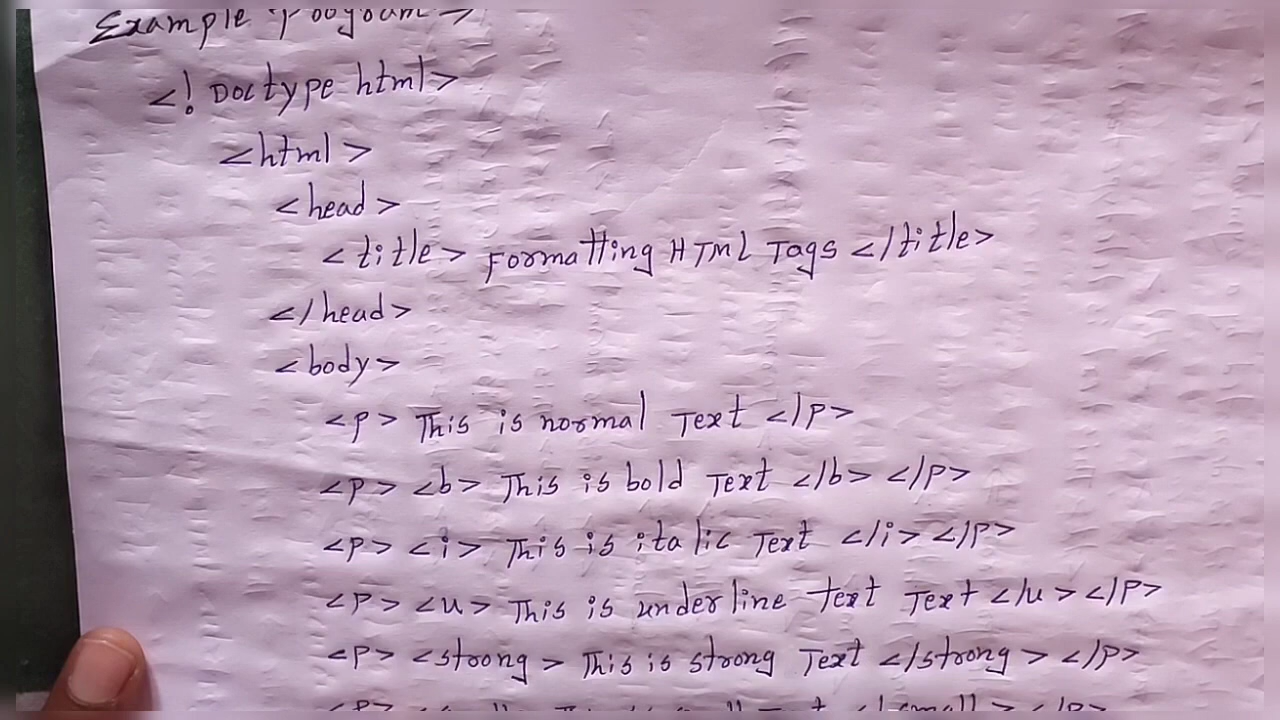 Example Program →
<! Doctype html>
<html>
<head>
<title> Formatting HTML Tags </title>
</head>
<body>
<p> This is normal Text </p>
<p> <b> This is bold Text </b> </p>
<p> <i> This is italic Text </i> </p>
<p> <u> This is underline text Text </u> </p>
<p> <strong> This is strong Text </strong> </p>